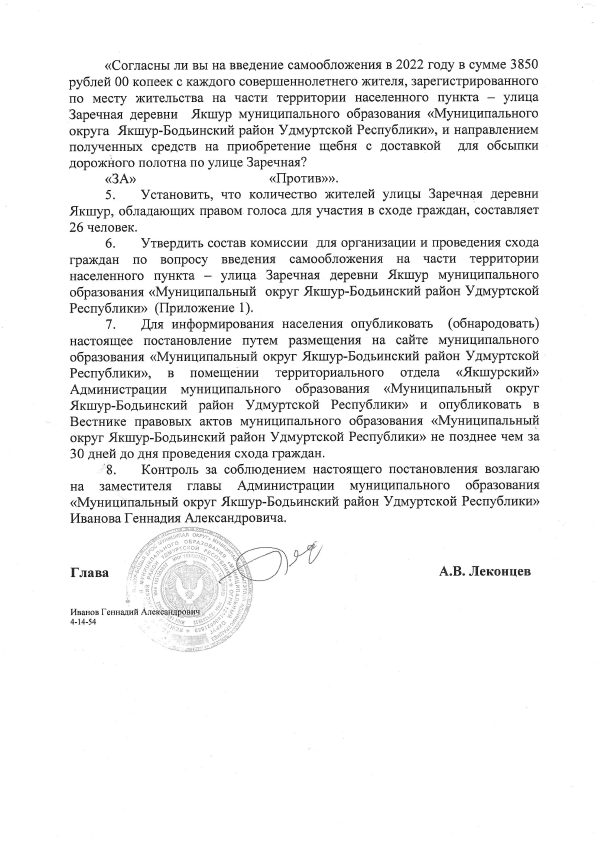 «Согласны ли вы на введение самообложения в 2022 году в сумме 3850
рублей 00 копеек с каждого совершеннолетнего жителя, зарегистрированного
по месту жительства на части территории населенного пункта – улица
Заречная деревни Якшур муниципального образования «Муниципального
округа Якшур-Бодьинский район Удмуртской Республики», и направлением
полученных средств на приобретение щебня с доставкой для обсыпки
дорожного полотна по улице Заречная?
«ЗА» «Против»».
5. Установить, что количество жителей улицы Заречная деревни
Якшур, обладающих правом голоса для участия в сходе граждан, составляет
26 человек.
6. Утвердить состав комиссии для организации и проведения схода
граждан по вопросу введения самообложения на части территории
населенного пункта – улица Заречная деревни Якшур муниципального
образования «Муниципальный округ Якшур-Бодьинский район Удмуртской
Республики» (Приложение 1).
7. Для информирования населения опубликовать (обнародовать)
настоящее постановление путем размещения на сайте муниципального
образования «Муниципальный округ Якшур-Бодьинский район Удмуртской
Республики», в помещении территориального отдела «Якшурский»
Администрации муниципального образования «Муниципальный округ
Якшур-Бодьинский район Удмуртской Республики» и опубликовать в
Вестнике правовых актов муниципального образования «Муниципальный
округ Якшур-Бодьинский район Удмуртской Республики» не позднее чем за
30 дней до дня проведения схода граждан.
8. Контроль за соблюдением настоящего постановления возлагаю
на заместителя главы Администрации муниципального образования
«Муниципальный округ Якшур-Бодьинский район Удмуртской Республики»
Иванова Геннадия Александровича.
Глава А.В. Леконцев
Иванов Геннадий Александрович
4-14-54